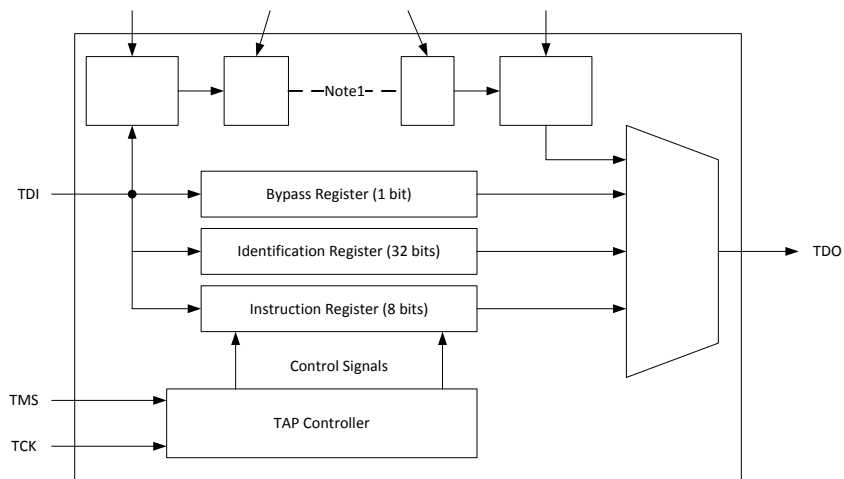 Note1
TDI
Bypass Register (1 bit)
Identification Register (32 bits)
TDO
Instruction Register (8 bits)
Control Signals
TMS
TAP Controller
TCK